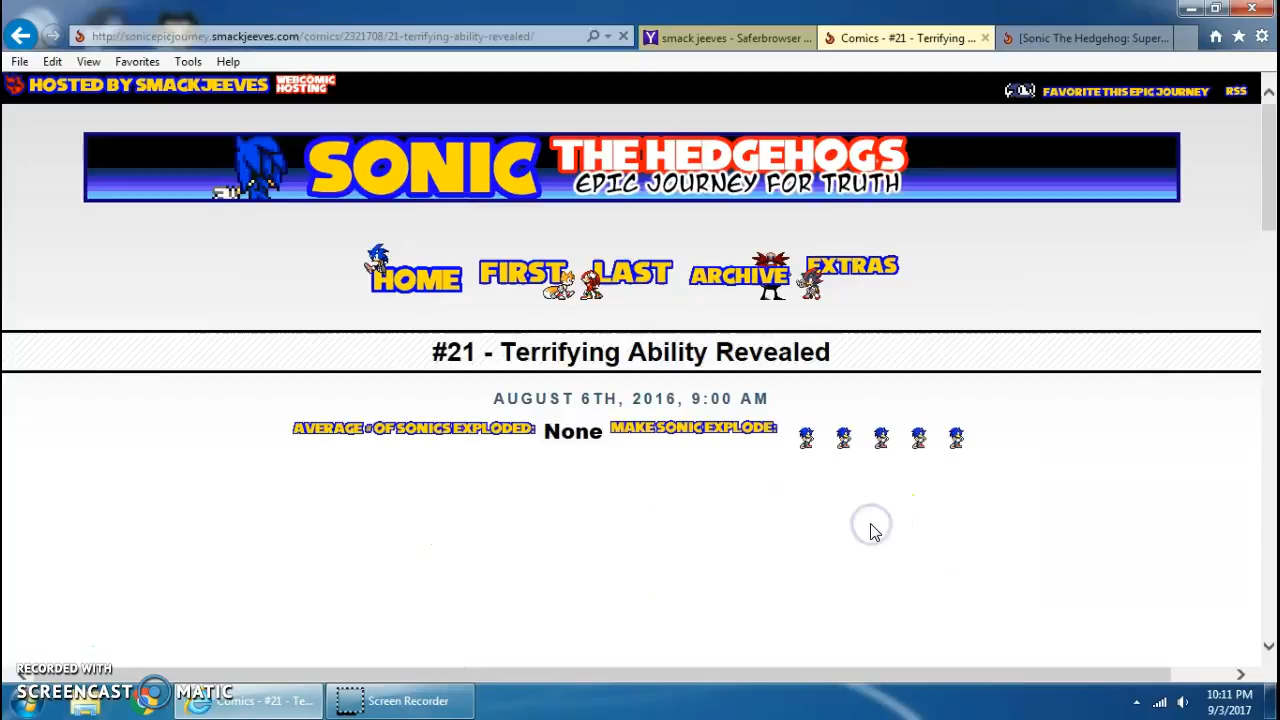 http://sonicepicjourney.smackjeeves.com/comics/2321708/21-terrifying-ability-revealed/
smack jeeves - Saferbrowser ...
Comics - #21 - Terrifying ...
[Sonic The Hedgehog: Super...
File Edit View Favorites Tools Help
HOSTED BY SMACKJEEVES WEBCOMIC HOSTING
FAVORITE THIS EPIC JOURNEY RSS
SONIC THE HEDGEHOGS
EPIC JOURNEY FOR TRUTH
HOME FIRST LAST ARCHIVE EXTRAS
#21 - Terrifying Ability Revealed
AUGUST 6TH, 2016, 9:00 AM
AVERAGE # OF SONICS EXPLODED: None MAKE SONIC EXPLODE:
RECORDED WITH
SCREENCAST MATIC
Comics - #21 - Te...
Screen Recorder
10:11 PM
9/3/2017